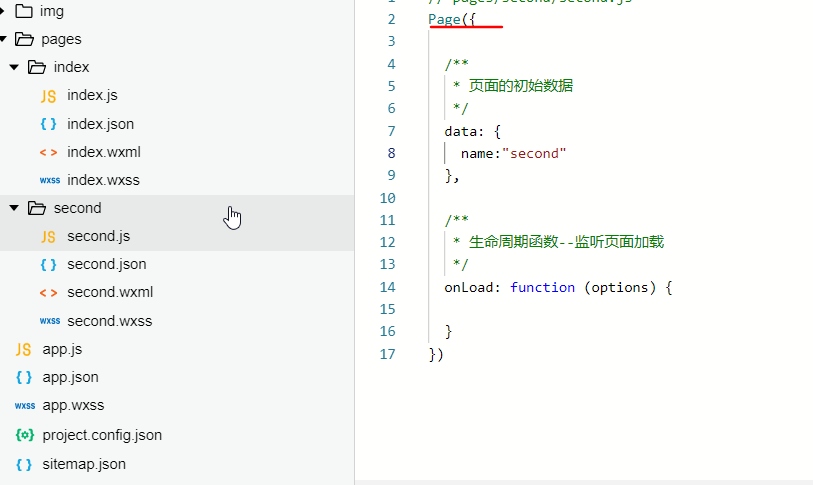 img
pages
index
JS index.js
{ } index.json
< > index.wxml
wxss index.wxss
second
JS second.js
{ } second.json
< > second.wxml
wxss second.wxss
JS app.js
{ } app.json
wxss app.wxss
project.config.json
{ } sitemap.json
1 // pages/second/second.js
2 Page({
3
4 /**
5 * 页面的初始数据
6 */
7 data: {
8 name:"second"
9 },
10
11 /**
12 * 生命周期函数--监听页面加载
13 */
14 onLoad: function (options) {
15
16 }
17 })